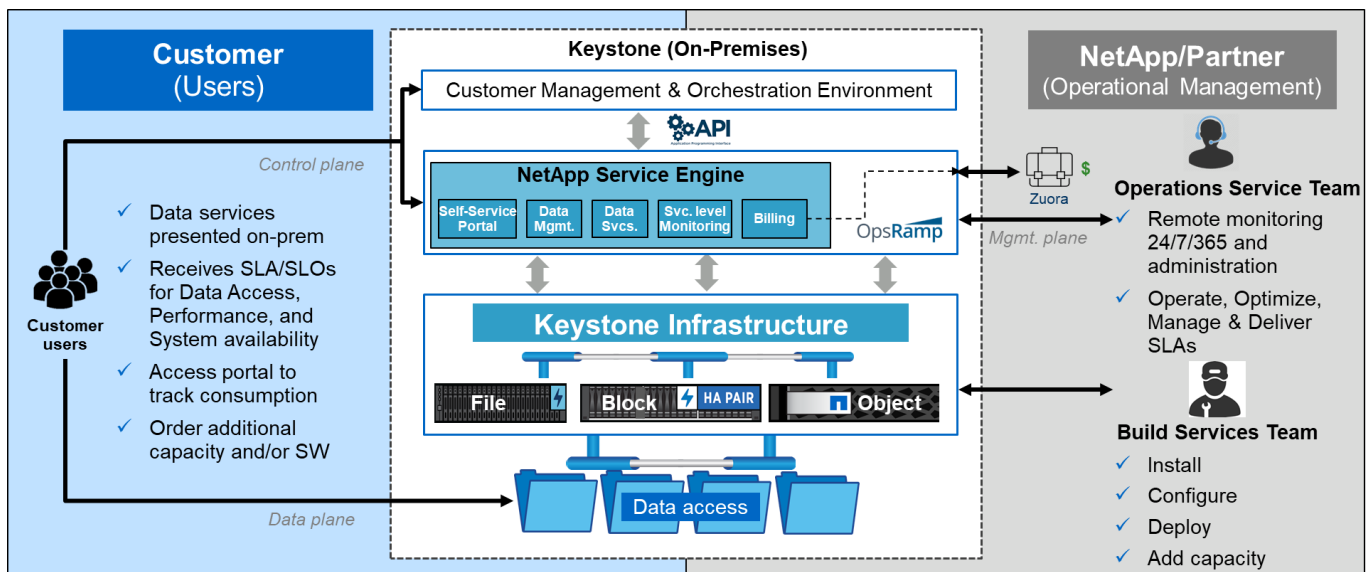 Customer
(Users)
Control plane
Data services
presented on-prem
Receives SLA/SLOs
for Data Access,
Performance, and
System availability
Access portal to
track consumption
Order additional
capacity and/or SW
Customer
users
Data plane
Keystone (On-Premises)
Customer Management & Orchestration Environment
API
Application Programming Interface
NetApp Service Engine
Self-Service
Portal
Data
Mgmt.
Data
Svcs.
Svc. level
Monitoring
Billing
OpsRamp
Keystone Infrastructure
File
Block
HA PAIR
Object
Data access
NetApp/Partner
(Operational Management)
$
Zuora
Mgmt. plane
Operations Service Team
Remote monitoring
24/7/365 and
administration
Operate, Optimize,
Manage & Deliver
SLAs
Build Services Team
Install
Configure
Deploy
Add capacity